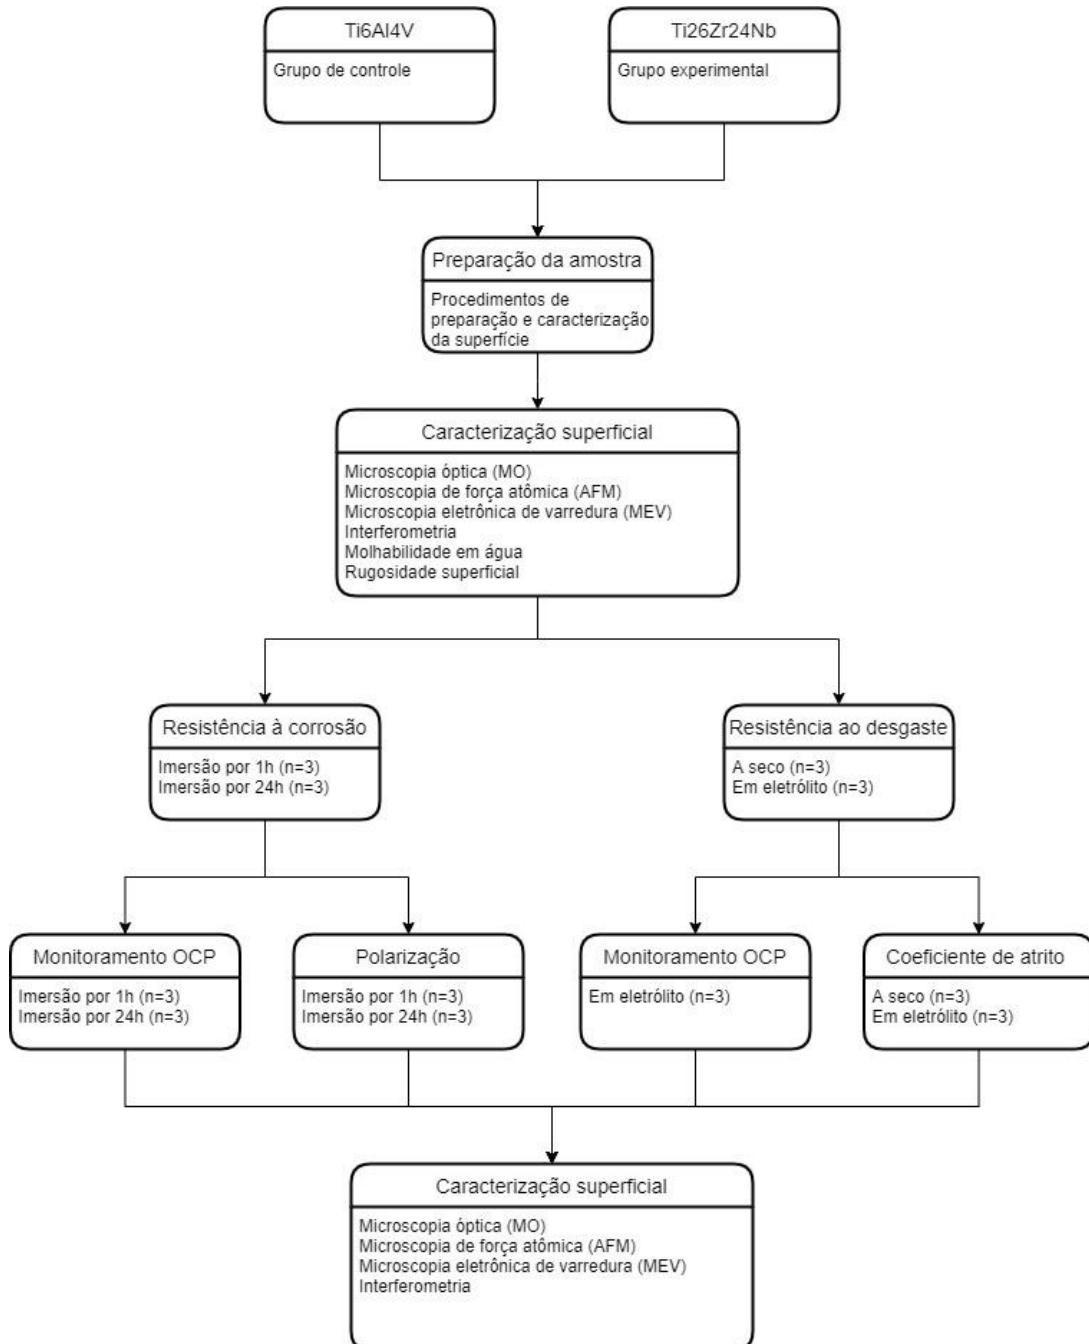 Ti6Al4V
Grupo de controle
Ti26Zr24Nb
Grupo experimental
Preparação da amostra
Procedimentos de
preparação e caracterização
da superfície
Caracterização superficial
Microscopia óptica (MO)
Microscopia de força atômica (AFM)
Microscopia eletrônica de varredura (MEV)
Interferometria
Molhabilidade em água
Rugosidade superficial
Resistência à corrosão
Imersão por 1h (n=3)
Imersão por 24h (n=3)
Resistência ao desgaste
A seco (n=3)
Em eletrólito (n=3)
Monitoramento OCP
Imersão por 1h (n=3)
Imersão por 24h (n=3)
Polarização
Imersão por 1h (n=3)
Imersão por 24h (n=3)
Monitoramento OCP
Em eletrólito (n=3)
Coeficiente de atrito
A seco (n=3)
Em eletrólito (n=3)
Caracterização superficial
Microscopia óptica (MO)
Microscopia de força atômica (AFM)
Microscopia eletrônica de varredura (MEV)
Interferometria